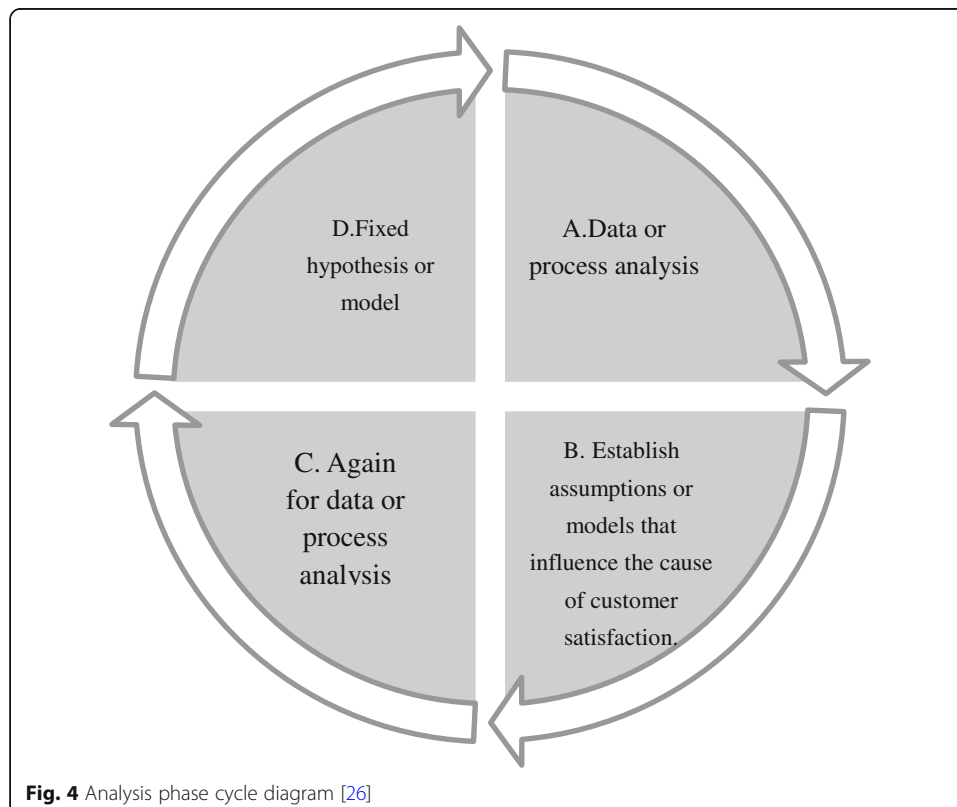 D.Fixed
hypothesis or
model
A.Data or
process analysis
C. Again
for data or
process
analysis
B. Establish
assumptions or
models that
influence the cause
of customer
satisfaction.
Fig. 4 Analysis phase cycle diagram [26]